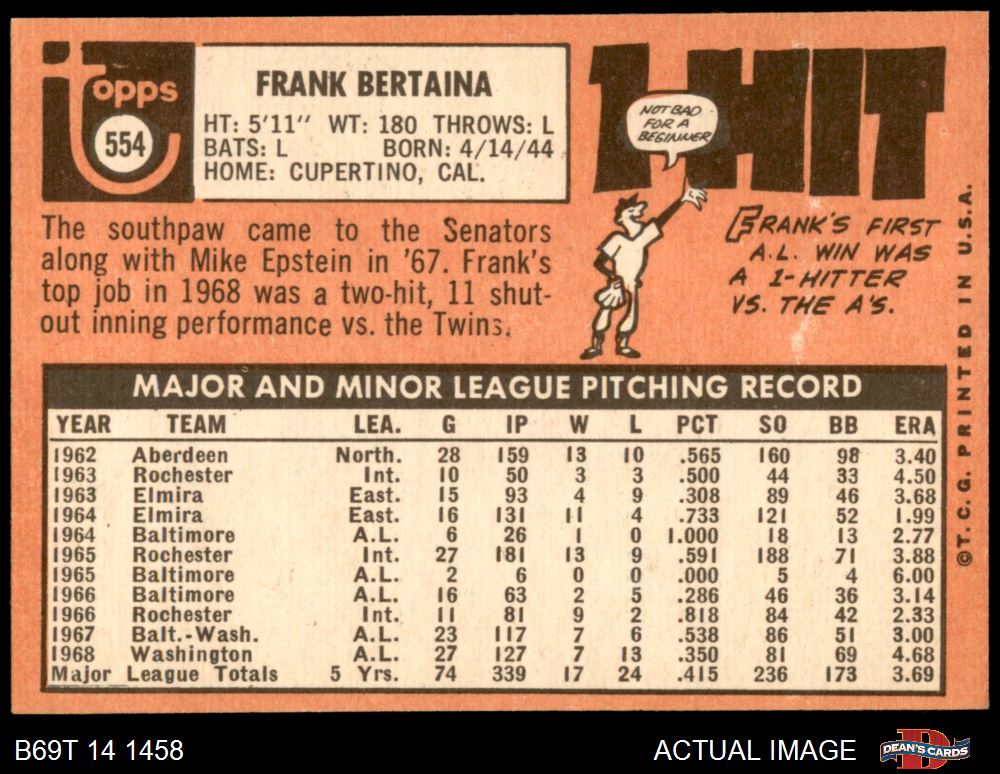 topps
554
FRANK BERTAINA
HT: 5'11" WT: 180 THROWS: L
BATS: L BORN: 4/14/44
HOME: CUPERTINO, CAL.
The southpaw came to the Senators
along with Mike Epstein in '67. Frank's
top job in 1968 was a two-hit, 11 shut-
out inning performance vs. the Twins.
1-HIT
NOT BAD
FOR A
BEGINNER
FRANK'S FIRST
A.L. WIN WAS
A 1-HITTER
VS. THE A'S.
MAJOR AND MINOR LEAGUE PITCHING RECORD
YEAR TEAM LEA. G IP W L PCT SO BB ERA
1962 Aberdeen North. 28 159 13 10 .565 160 98 3.40
1963 Rochester Int. 10 50 3 3 .500 44 33 4.50
1963 Elmira East. 15 93 4 9 .308 89 46 3.68
1964 Elmira East. 16 131 11 4 .733 121 52 1.99
1964 Baltimore A.L. 6 26 1 0 1.000 18 13 2.77
1965 Rochester Int. 27 181 13 9 .591 188 71 3.88
1965 Baltimore A.L. 2 6 0 0 .000 5 4 6.00
1966 Baltimore A.L. 16 63 2 5 .286 46 36 3.14
1966 Rochester Int. 11 81 9 2 .818 84 42 2.33
1967 Balt.-Wash. A.L. 23 117 7 6 .538 86 51 3.00
1968 Washington A.L. 27 127 7 13 .350 81 69 4.68
Major League Totals 5 Yrs. 74 339 17 24 .415 236 173 3.69
©T.C.G. PRINTED IN U.S.A.
B69T 14 1458
ACTUAL IMAGE
D
DEAN'S CARDS